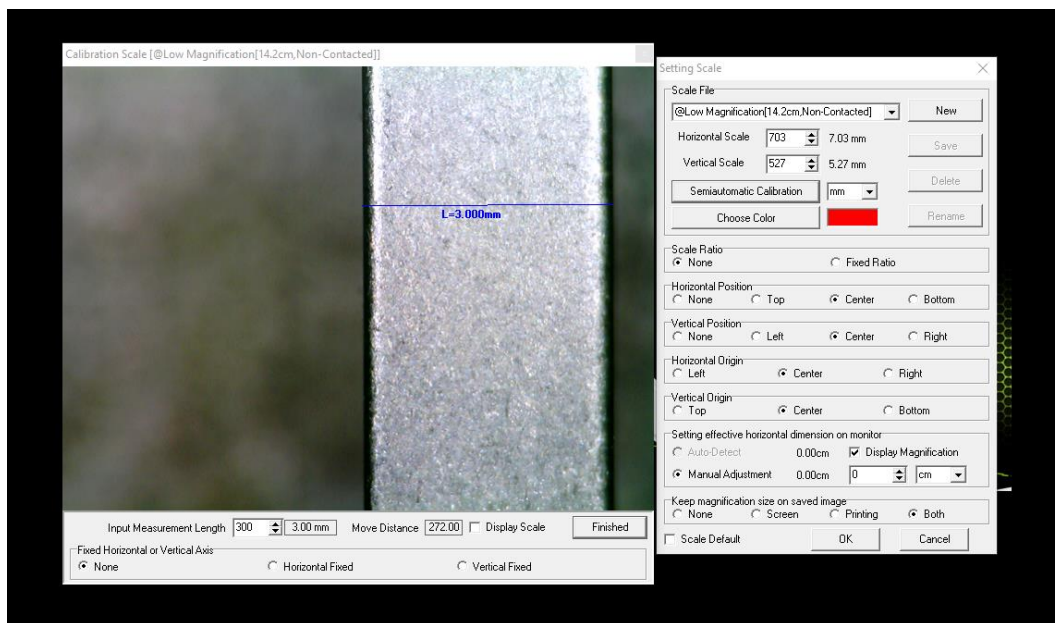 Calibration Scale [@Low Magnification[14.2cm,Non-Contacted]]
L=3.000mm
Input Measurement Length 300 3.00 mm Move Distance 272.00 Display Scale Finished
Fixed Horizontal or Vertical Axis
None Horizontal Fixed Vertical Fixed
Setting Scale
Scale File
@Low Magnification[14.2cm,Non-Contacted] New
Horizontal Scale 703 7.03 mm Save
Vertical Scale 527 5.27 mm
Delete
Semiautomatic Calibration mm
Choose Color Rename
Scale Ratio
None Fixed Ratio
Horizontal Position
None Top Center Bottom
Vertical Position
None Left Center Right
Horizontal Origin
Left Center Right
Vertical Origin
Top Center Bottom
Setting effective horizontal dimension on monitor
Auto-Detect 0.00cm Display Magnification
Manual Adjustment 0.00cm 0 cm
Keep magnification size on saved image
None Screen Printing Both
Scale Default OK Cancel